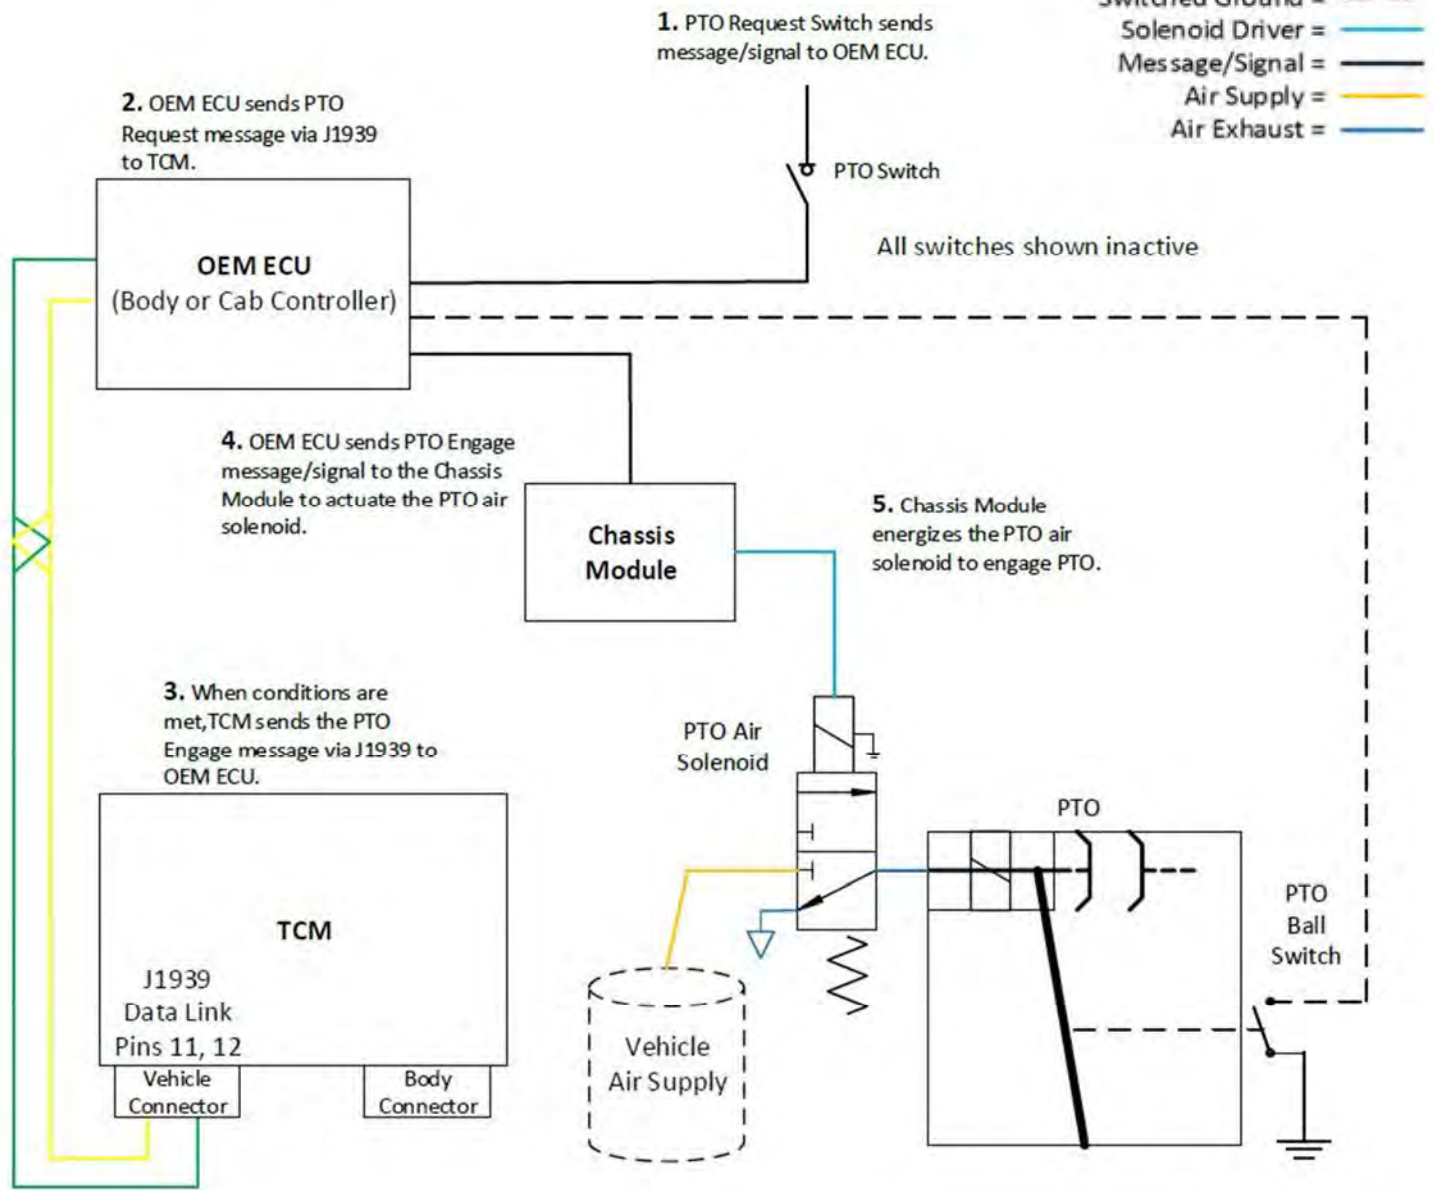 Switched Ground =
1. PTO Request Switch sends
message/signal to OEM ECU.
Solenoid Driver =
Message/Signal =
Air Supply =
Air Exhaust =
2. OEM ECU sends PTO
Request message via J1939
to TCM.
PTO Switch
All switches shown inactive
OEM ECU
(Body or Cab Controller)
4. OEM ECU sends PTO Engage
message/signal to the Chassis
Module to actuate the PTO air
solenoid.
Chassis
Module
5. Chassis Module
energizes the PTO air
solenoid to engage PTO.
3. When conditions are
met,TCM sends the PTO
Engage message via J1939 to
OEM ECU.
PTO Air
Solenoid
PTO
PTO
Ball
Switch
TCM
J1939
Data Link
Pins 11, 12
Vehicle
Connector
Body
Connector
Vehicle
Air Supply